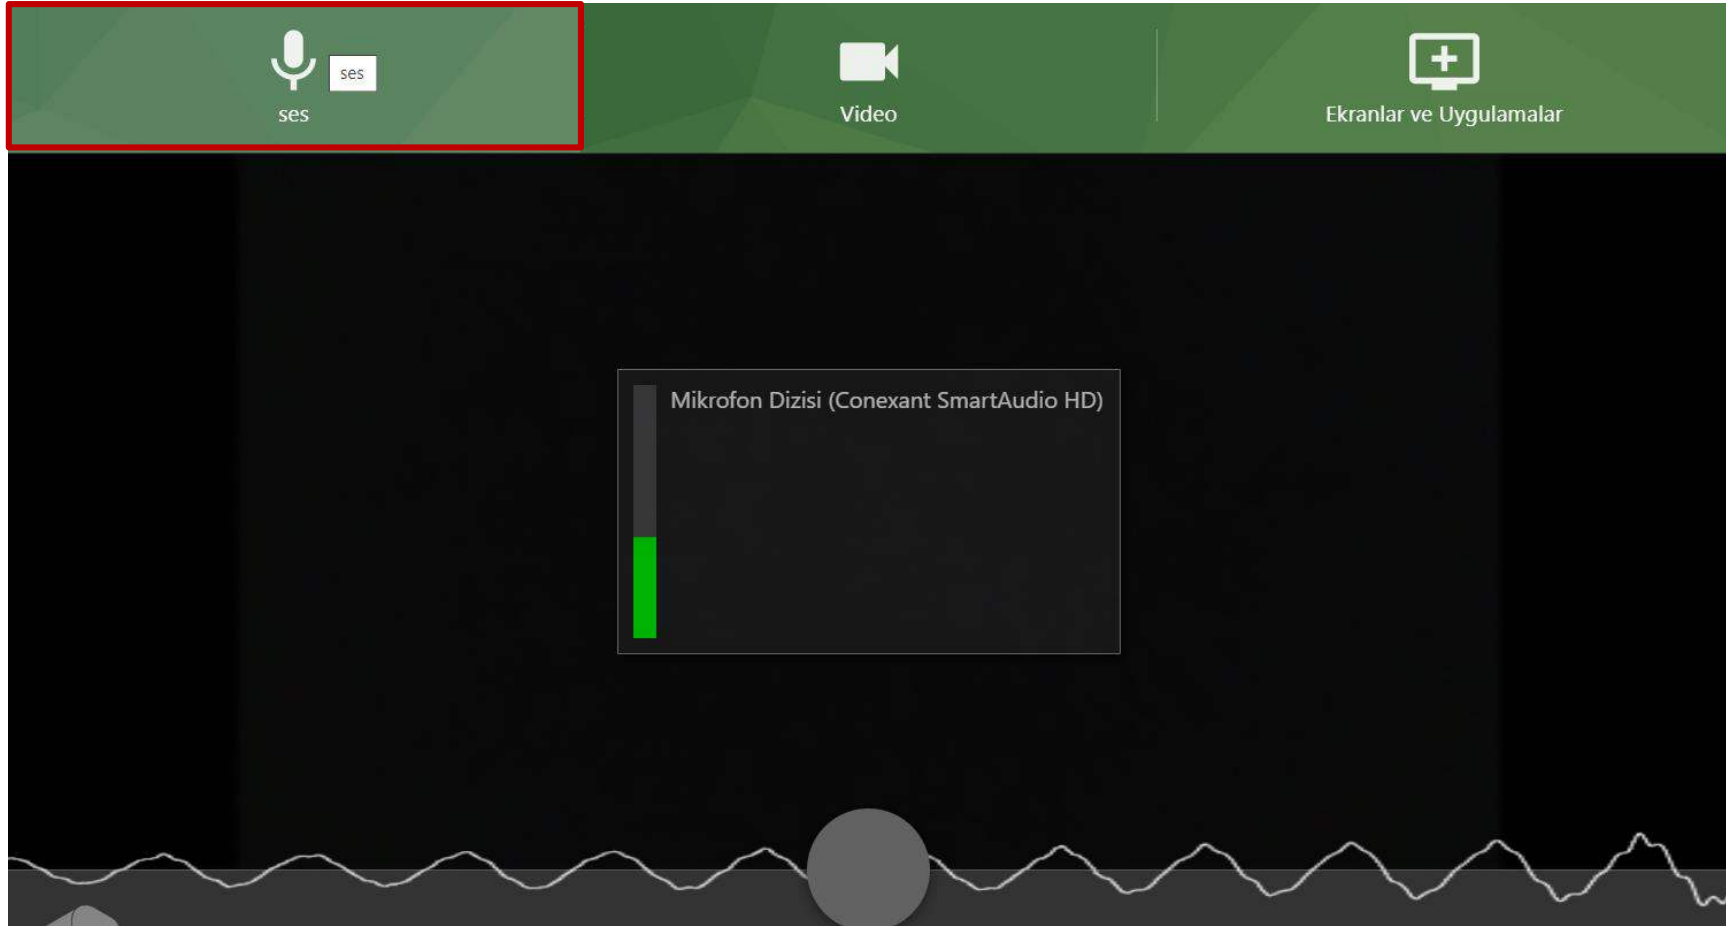 ses
ses
Video
Ekranlar ve Uygulamalar
Mikrofon Dizisi (Conexant SmartAudio HD)